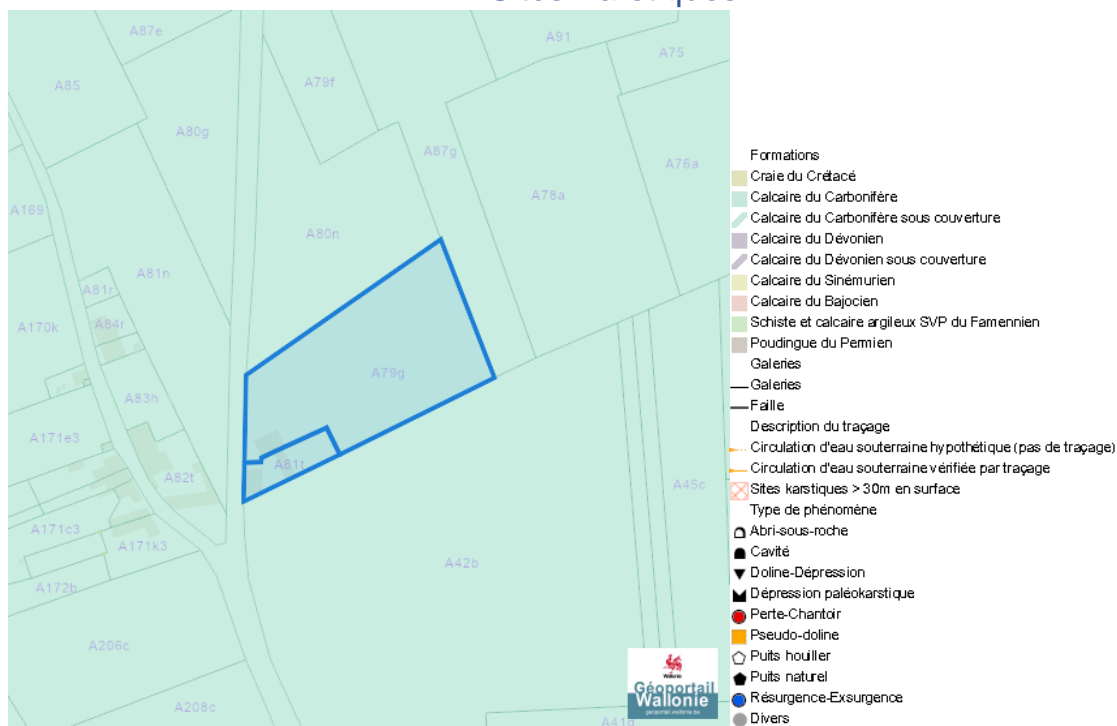 A87e
A91
A75
A85
A79f
A80g
A87g
A76a
A78a
A169
A80n
A81n
A81r
A170k
A84r
A79g
A83h
A171e3
A81t
A82t
A45c
A171c3
A171k3
A42b
A172b
A206c
A208c
A41d
Wallonie
Géoportail
Wallonie
geoportail.wallonie.be
Formations
Craie du Crétacé
Calcaire du Carbonifère
Calcaire du Carbonifère sous couverture
Calcaire du Dévonien
Calcaire du Dévonien sous couverture
Calcaire du Sinémurien
Calcaire du Bajocien
Schiste et calcaire argileux SVP du Famennien
Poudingue du Permien
Galeries
Galeries
Faille
Description du traçage
Circulation d'eau souterraine hypothétique (pas de traçage)
Circulation d'eau souterraine vérifiée par traçage
Sites karstiques > 30m en surface
Type de phénomène
Abri-sous-roche
Cavité
Doline-Dépression
Dépression paléokarstique
Perte-Chantoir
Pseudo-doline
Puits houiller
Puits naturel
Résurgence-Exsurgence
Divers